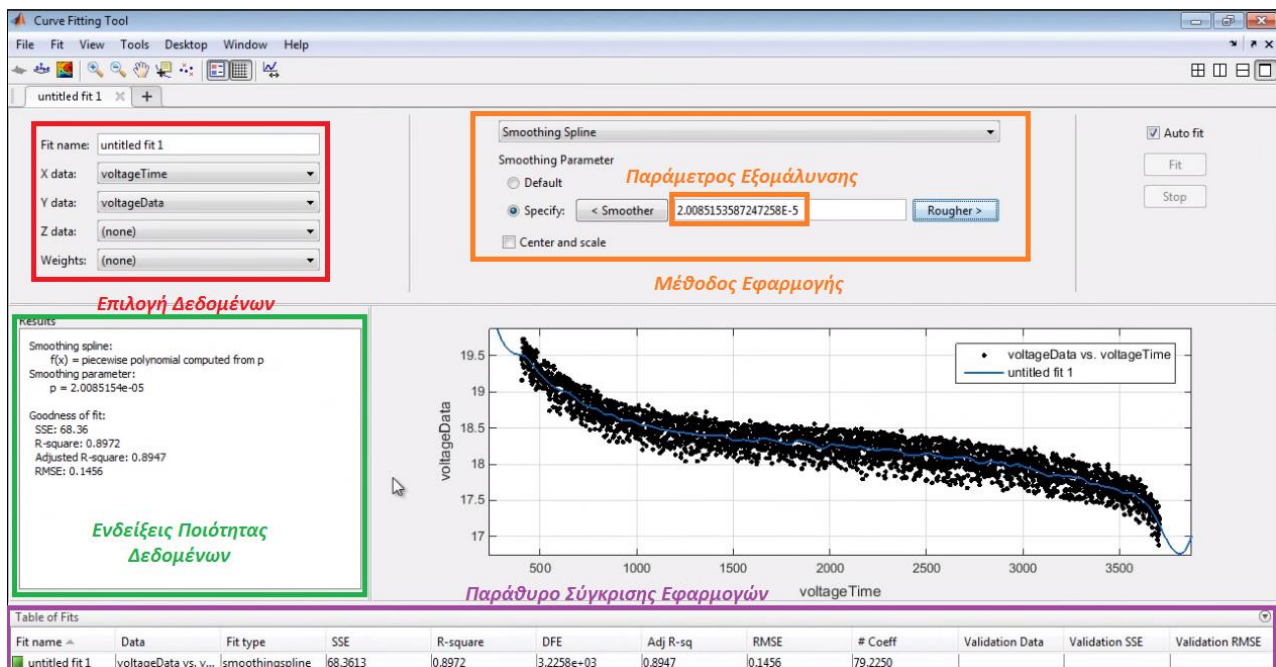 Curve Fitting Tool
File Fit View Tools Desktop Window Help
untitled fit 1
Fit name: untitled fit 1
X data: voltageTime
Y data: voltageData
Z data: (none)
Weights: (none)
Επιλογή Δεδομένων
Smoothing Spline
Smoothing Parameter
Παράμετρος Εξομάλυνσης
Default
Specify: < Smoother 2.0085153587247258E-5 Rougher >
Center and scale
Μέθοδος Εφαρμογής
Auto fit
Fit
Stop
Results
Smoothing spline:
f(x) = piecewise polynomial computed from p
Smoothing parameter:
p = 2.0085154e-05
Goodness of fit:
SSE: 68.36
R-square: 0.8972
Adjusted R-square: 0.8947
RMSE: 0.1456
Ενδείξεις Ποιότητας
Δεδομένων
voltageData
19.5
19
18.5
18
17.5
17
voltageData vs. voltageTime
untitled fit 1
500 1000 1500 2000 2500 3000 3500
voltageTime
Παράθυρο Σύγκρισης Εφαρμογών
Table of Fits
Fit name Data Fit type SSE R-square DFE Adj R-sq RMSE # Coeff Validation Data Validation SSE Validation RMSE
untitled fit 1 voltageData vs. v... smoothingspline 68.3613 0.8972 3.2258e+03 0.8947 0.1456 79.2250